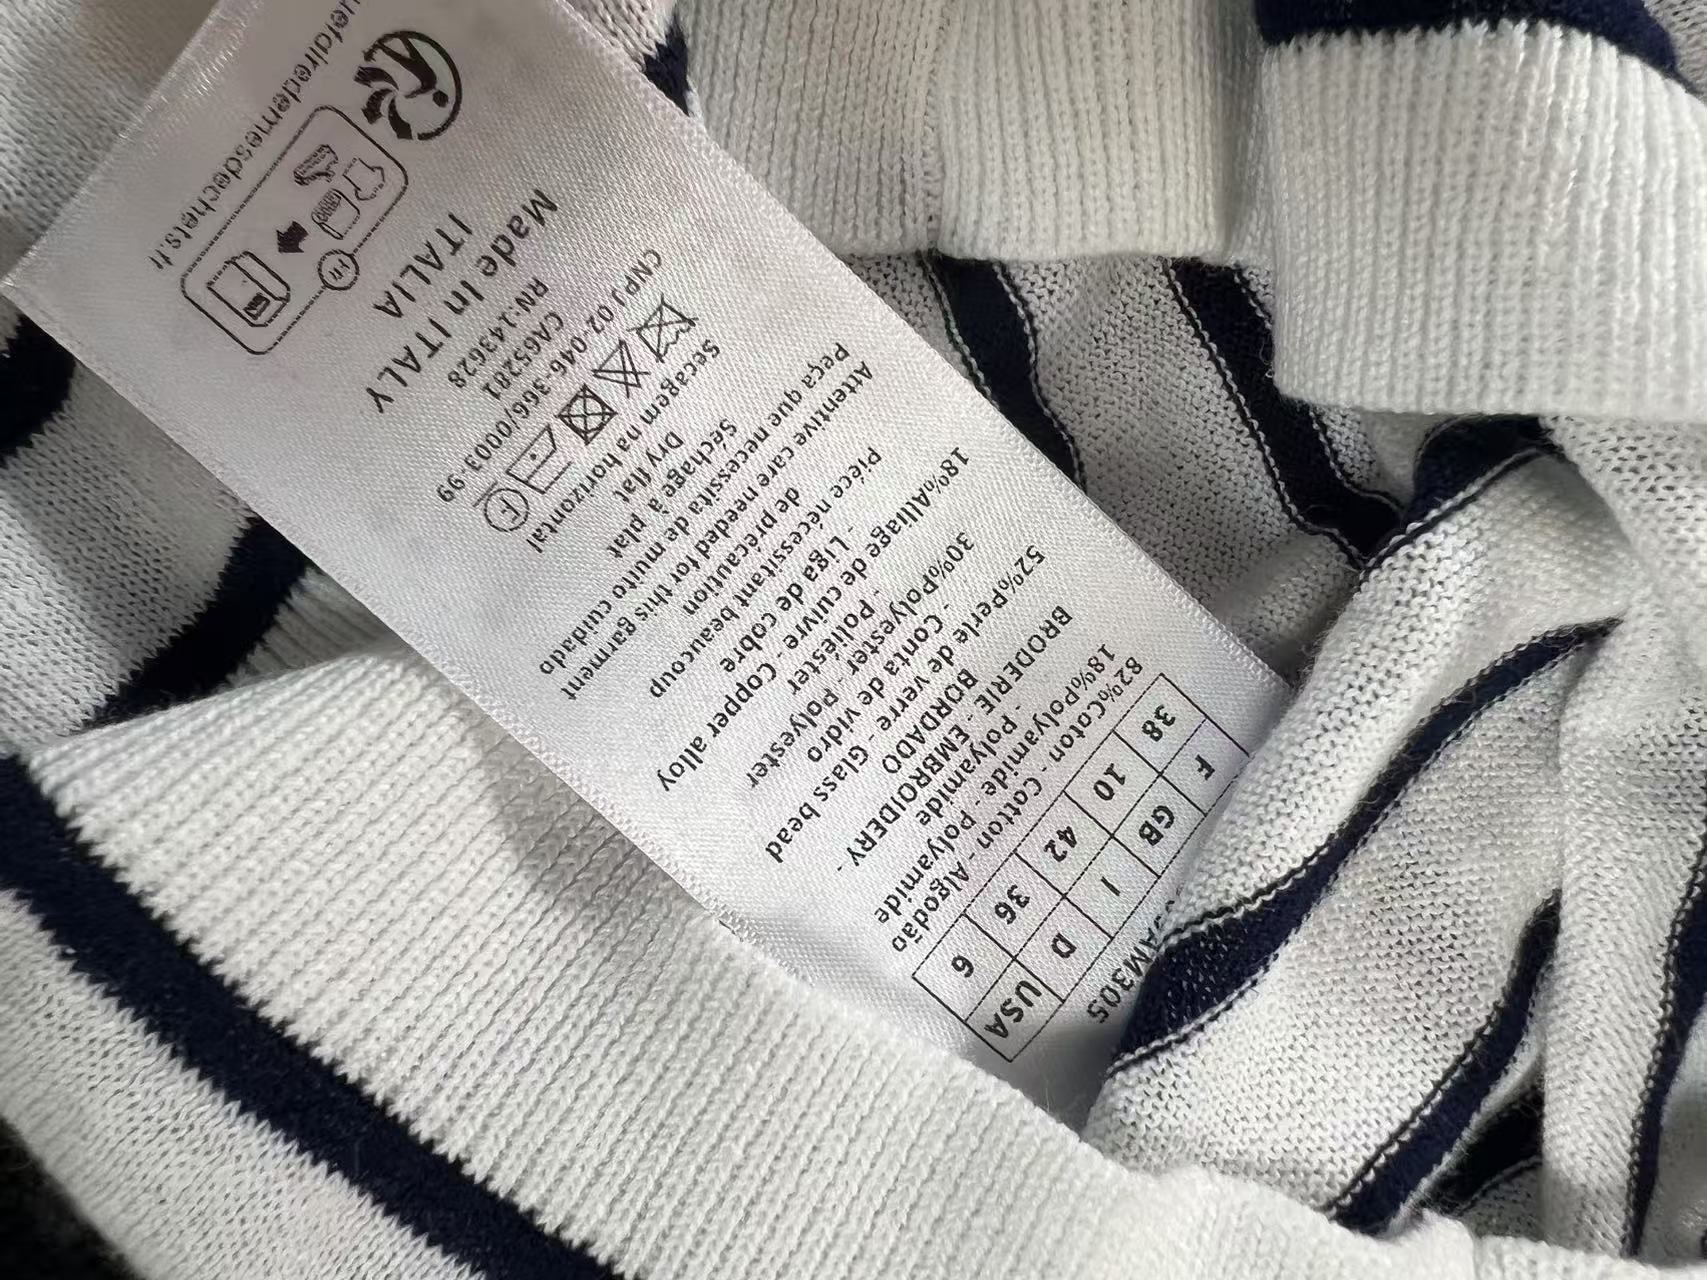 AM305
F GB I D USA
38 10 42 36 6
82%Cotton - Cotton - Algodão
18%Polyamide - Polyamide
- Polyamide
BRODERIE - EMBROIDERY -
BORDADO
52%Perle de verre - Glass bead
- Conta de vidro
30%Polyester - Polyester
- Poliéster
18%Alliage de cuivre - Copper alloy
- Liga de cobre
Pièce nécessitant beaucoup
de précaution
Attentive care needed for this garment
Peça que necessita de muito cuidado
Séchage à plat
Dry flat
Secagem na horizontal
F
CNPJ 02-046-366/0003-99
CA65281
RN:143628
Made in ITALY
ITALIA
FR
quefairedemesdechets.fr